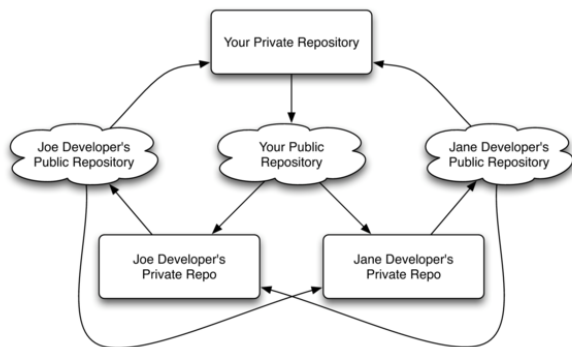 Your Private Repository
Joe Developer's
Public Repository
Your Public
Repository
Jane Developer's
Public Repository
Joe Developer's
Private Repo
Jane Developer's
Private Repo